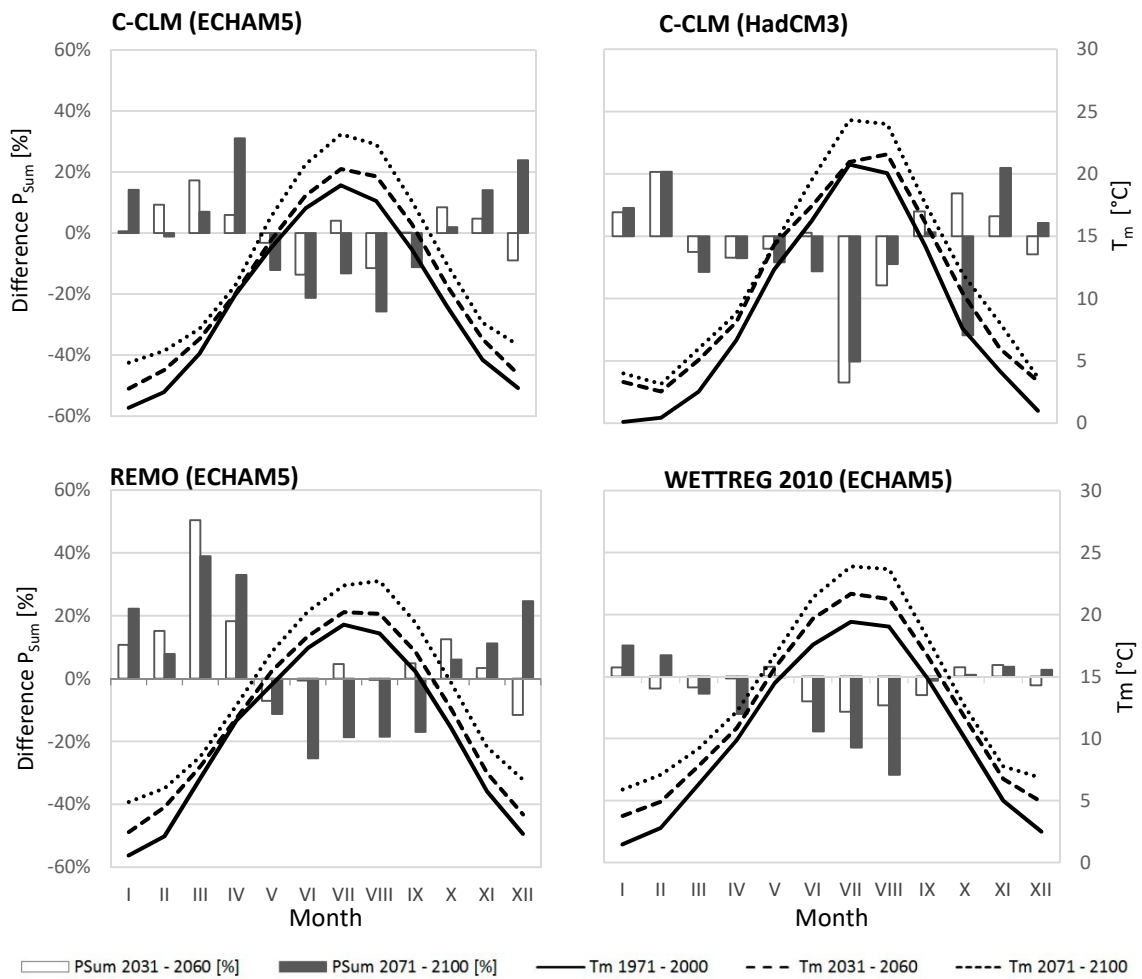 C-CLM (ECHAM5)
C-CLM (HadCM3)
60%
40%
20%
0%
-20%
-40%
-60%
Difference P_Sum [%]
30
25
20
15
10
5
0
T_m [°C]
REMO (ECHAM5)
WETTREG 2010 (ECHAM5)
60%
40%
20%
0%
-20%
-40%
-60%
Difference P_Sum [%]
30
25
20
15
10
5
0
Tm [°C]
I II III IV V VI VII VIII IX X XI XII
Month
I II III IV V VI VII VIII IX X XI XII
Month
PSum 2031 - 2060 [%] PSum 2071 - 2100 [%] Tm 1971 - 2000 Tm 2031 - 2060 Tm 2071 - 2100